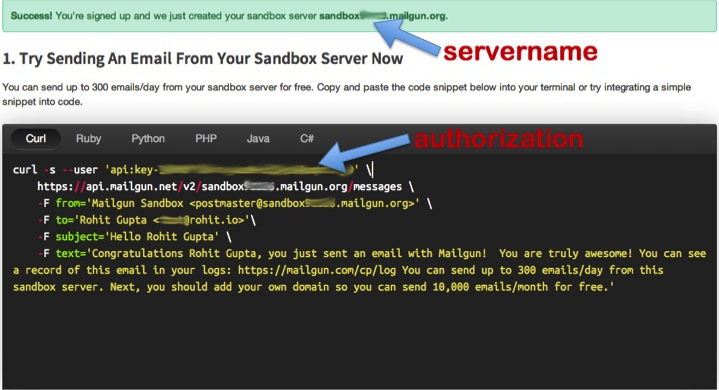 Success! You're signed up and we just created your sandbox server sandbox .mailgun.org.
servername
1. Try Sending An Email From Your Sandbox Server Now
You can send up to 300 emails/day from your sandbox server for free. Copy and paste the code snippet below into your terminal or try integrating a simple
snippet into code.
Curl Ruby Python PHP Java C#
authorization
curl -s --user 'api:key- ' \
https://api.mailgun.net/v2/sandbox .mailgun.org/messages \
-F from='Mailgun Sandbox <postmaster@sandbox .mailgun.org>' \
-F to='Rohit Gupta < @rohit.io>'\
-F subject='Hello Rohit Gupta' \
-F text='Congratulations Rohit Gupta, you just sent an email with Mailgun!  You are truly awesome! You can see
a record of this email in your logs: https://mailgun.com/cp/log You can send up to 300 emails/day from this
sandbox server. Next, you should add your own domain so you can send 10,000 emails/month for free.'